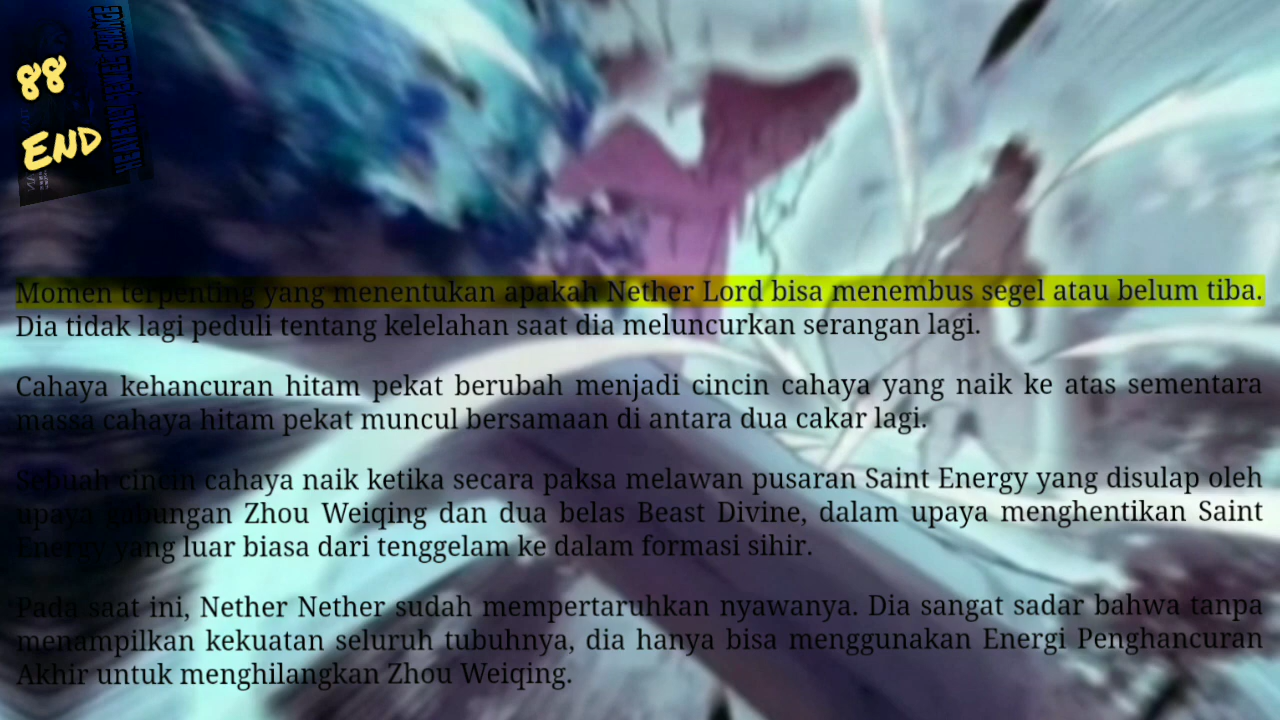 88
END
HEAVENLY JEWEL CHANGE
Momen terpenting yang menentukan apakah Nether Lord bisa menembus segel atau belum tiba.
Dia tidak lagi peduli tentang kelelahan saat dia meluncurkan serangan lagi.
Cahaya kehancuran hitam pekat berubah menjadi cincin cahaya yang naik ke atas sementara
massa cahaya hitam pekat muncul bersamaan di antara dua cakar lagi.
Sebuah cincin cahaya naik ketika secara paksa melawan pusaran Saint Energy yang disulap oleh
upaya gabungan Zhou Weiqing dan dua belas Beast Divine, dalam upaya menghentikan Saint
Energy yang luar biasa dari tenggelam ke dalam formasi sihir.
Pada saat ini, Nether Nether sudah mempertaruhkan nyawanya. Dia sangat sadar bahwa tanpa
menampilkan kekuatan seluruh tubuhnya, dia hanya bisa menggunakan Energi Penghancuran
Akhir untuk menghilangkan Zhou Weiqing.